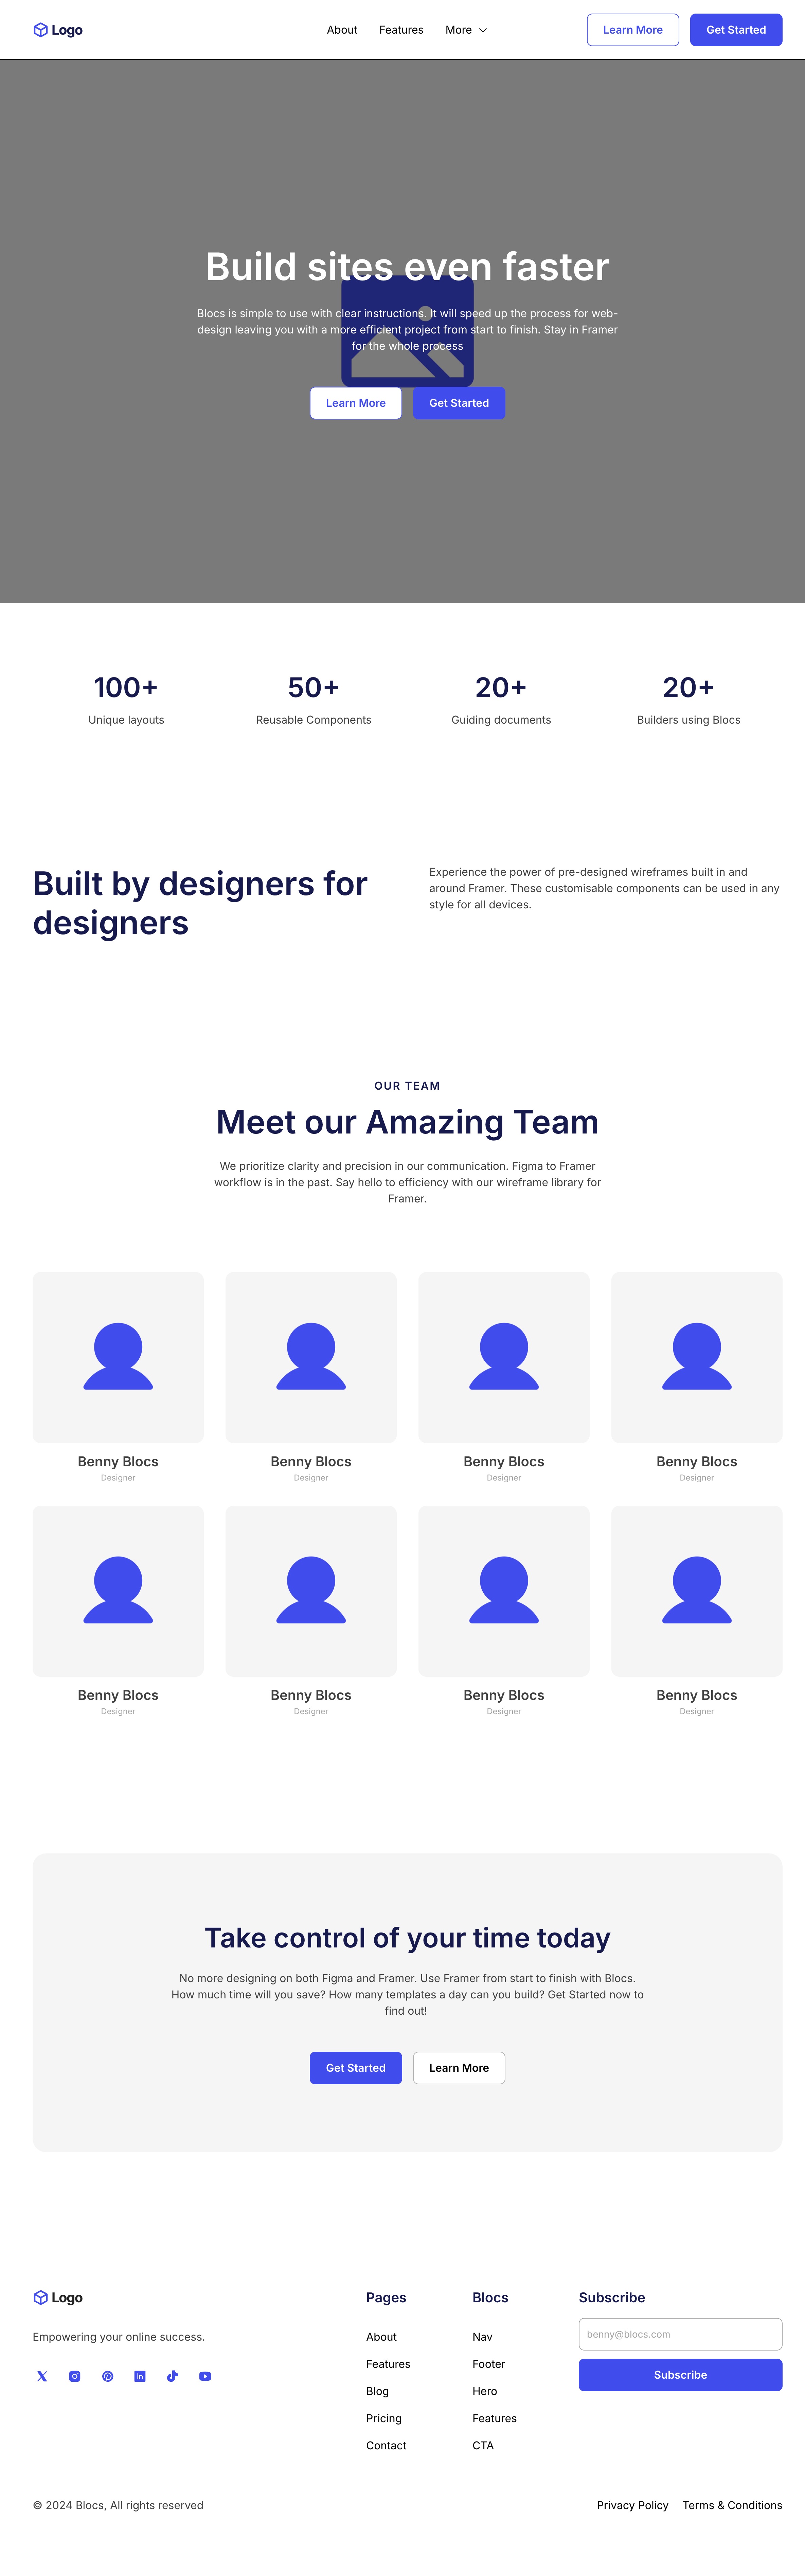 Logo
About Features More
Learn More Get Started
Build sites even faster
Blocs is simple to use with clear instructions. It will speed up the process for web-
design leaving you with a more efficient project from start to finish. Stay in Framer
for the whole process
Learn More Get Started
100+ 50+ 20+ 20+
Unique layouts Reusable Components Guiding documents Builders using Blocs
Built by designers for
designers
Experience the power of pre-designed wireframes built in and
around Framer. These customisable components can be used in any
style for all devices.
OUR TEAM
Meet our Amazing Team
We prioritize clarity and precision in our communication. Figma to Framer
workflow is in the past. Say hello to efficiency with our wireframe library for
Framer.
Benny Blocs Benny Blocs Benny Blocs Benny Blocs
Designer Designer Designer Designer
Benny Blocs Benny Blocs Benny Blocs Benny Blocs
Designer Designer Designer Designer
Take control of your time today
No more designing on both Figma and Framer. Use Framer from start to finish with Blocs.
How much time will you save? How many templates a day can you build? Get Started now to
find out!
Get Started Learn More
Logo
Empowering your online success.
Pages
About
Features
Blog
Pricing
Contact
Blocs
Nav
Footer
Hero
Features
CTA
Subscribe
benny@blocs.com
Subscribe
© 2024 Blocs, All rights reserved
Privacy Policy Terms & Conditions